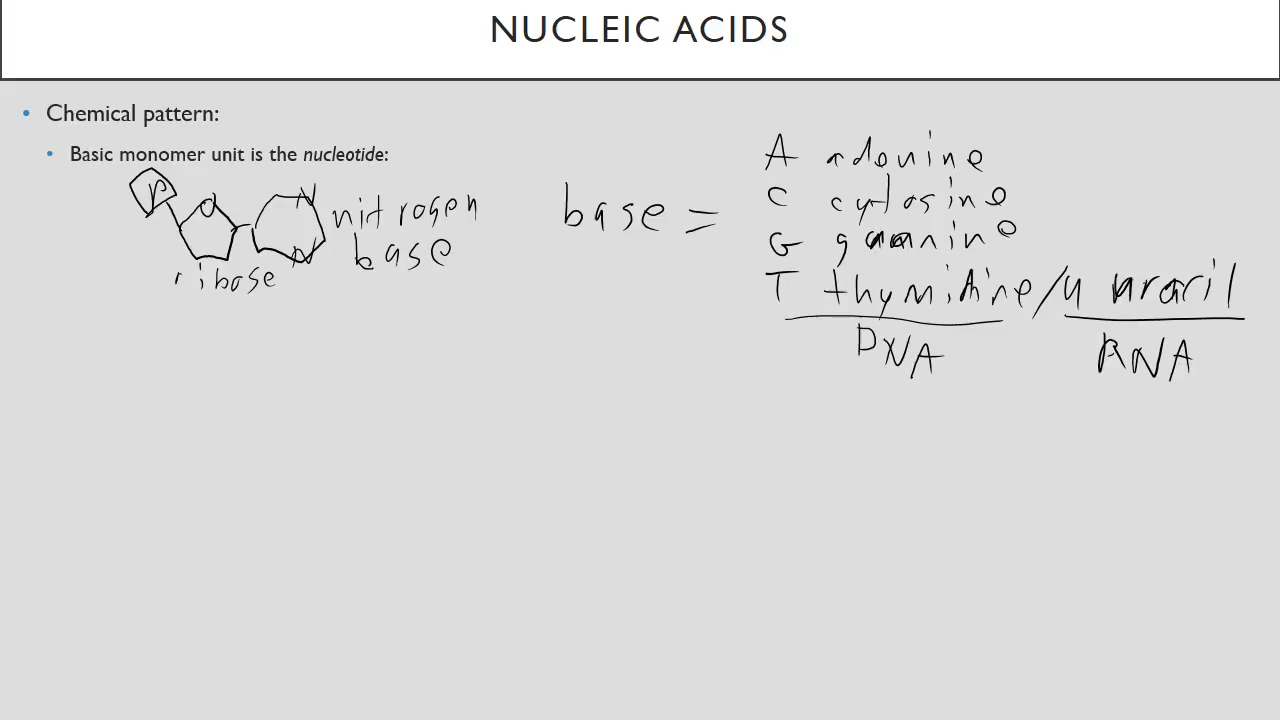 NUCLEIC ACIDS
• Chemical pattern:
• Basic monomer unit is the nucleotide:
P O N N nitrogen base
ribose
base =
A adenine
C cytosine
G guanine
T thymidine / U uracil
DNA RNA